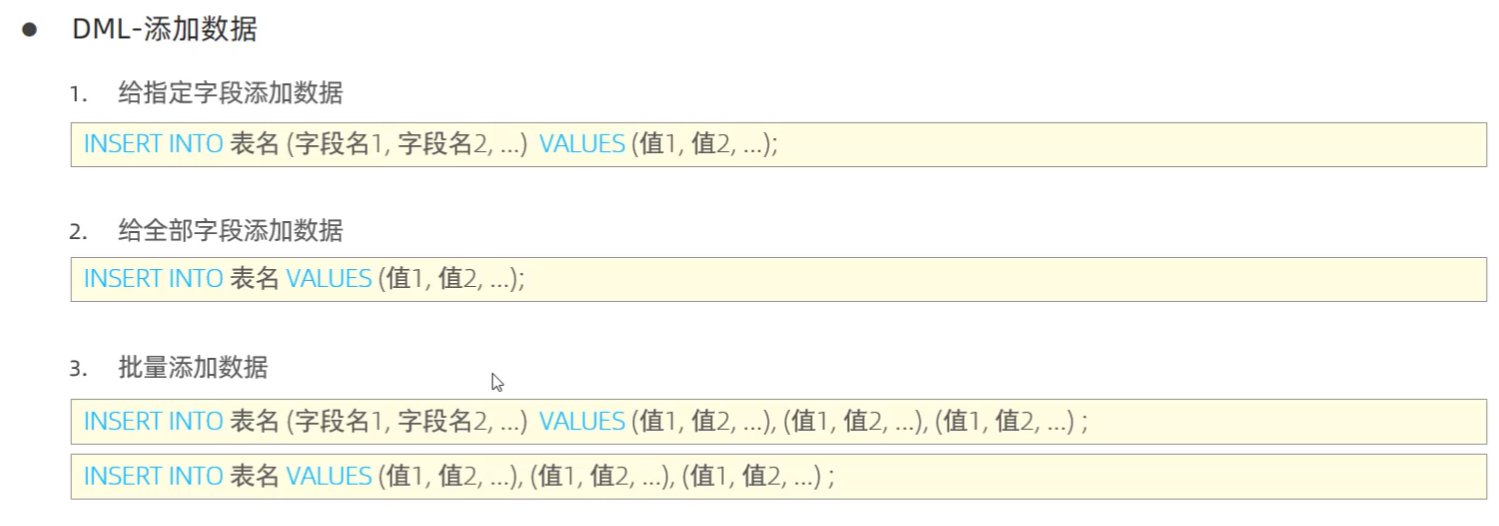 ● DML-添加数据
1. 给指定字段添加数据
INSERT INTO 表名 (字段名1, 字段名2, ...) VALUES (值1, 值2, ...);
2. 给全部字段添加数据
INSERT INTO 表名 VALUES (值1, 值2, ...);
3. 批量添加数据
INSERT INTO 表名 (字段名1, 字段名2, ...) VALUES (值1, 值2, ...), (值1, 值2, ...), (值1, 值2, ...) ;
INSERT INTO 表名 VALUES (值1, 值2, ...), (值1, 值2, ...), (值1, 值2, ...) ;